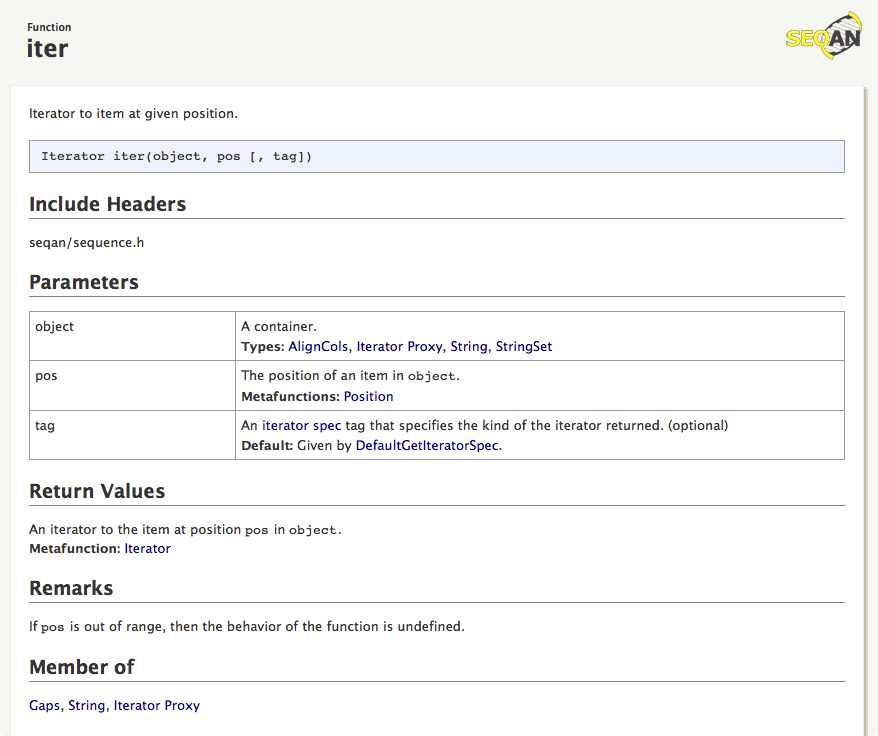 Function
iter
SEQAN
Iterator to item at given position.
Iterator iter(object, pos [, tag])
Include Headers
seqan/sequence.h
Parameters
object
A container.
Types: AlignCols, Iterator Proxy, String, StringSet
pos
The position of an item in object.
Metafunctions: Position
tag
An iterator spec tag that specifies the kind of the iterator returned. (optional)
Default: Given by DefaultGetIteratorSpec.
Return Values
An iterator to the item at position pos in object.
Metafunction: Iterator
Remarks
If pos is out of range, then the behavior of the function is undefined.
Member of
Gaps, String, Iterator Proxy